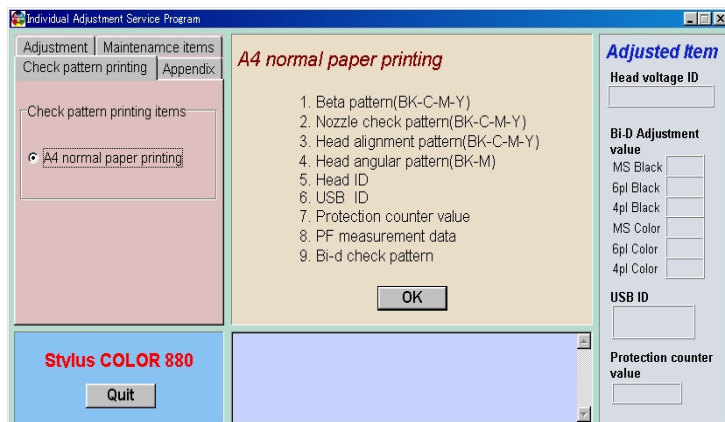 Individual Adjustment Service Program
Adjustment
Maintenamce items
Check pattern printing
Appendix
Check pattern printing items
A4 normal paper printing
Stylus COLOR 880
Quit
A4 normal paper printing
1. Beta pattern(BK-C-M-Y)
2. Nozzle check pattern(BK-C-M-Y)
3. Head alignment pattern(BK-C-M-Y)
4. Head angular pattern(BK-M)
5. Head ID
6. USB ID
7. Protection counter value
8. PF measurement data
9. Bi-d check pattern
OK
Adjusted Item
Head voltage ID
Bi-D Adjustment
value
MS Black
6pl Black
4pl Black
MS Color
6pl Color
4pl Color
USB ID
Protection counter
value